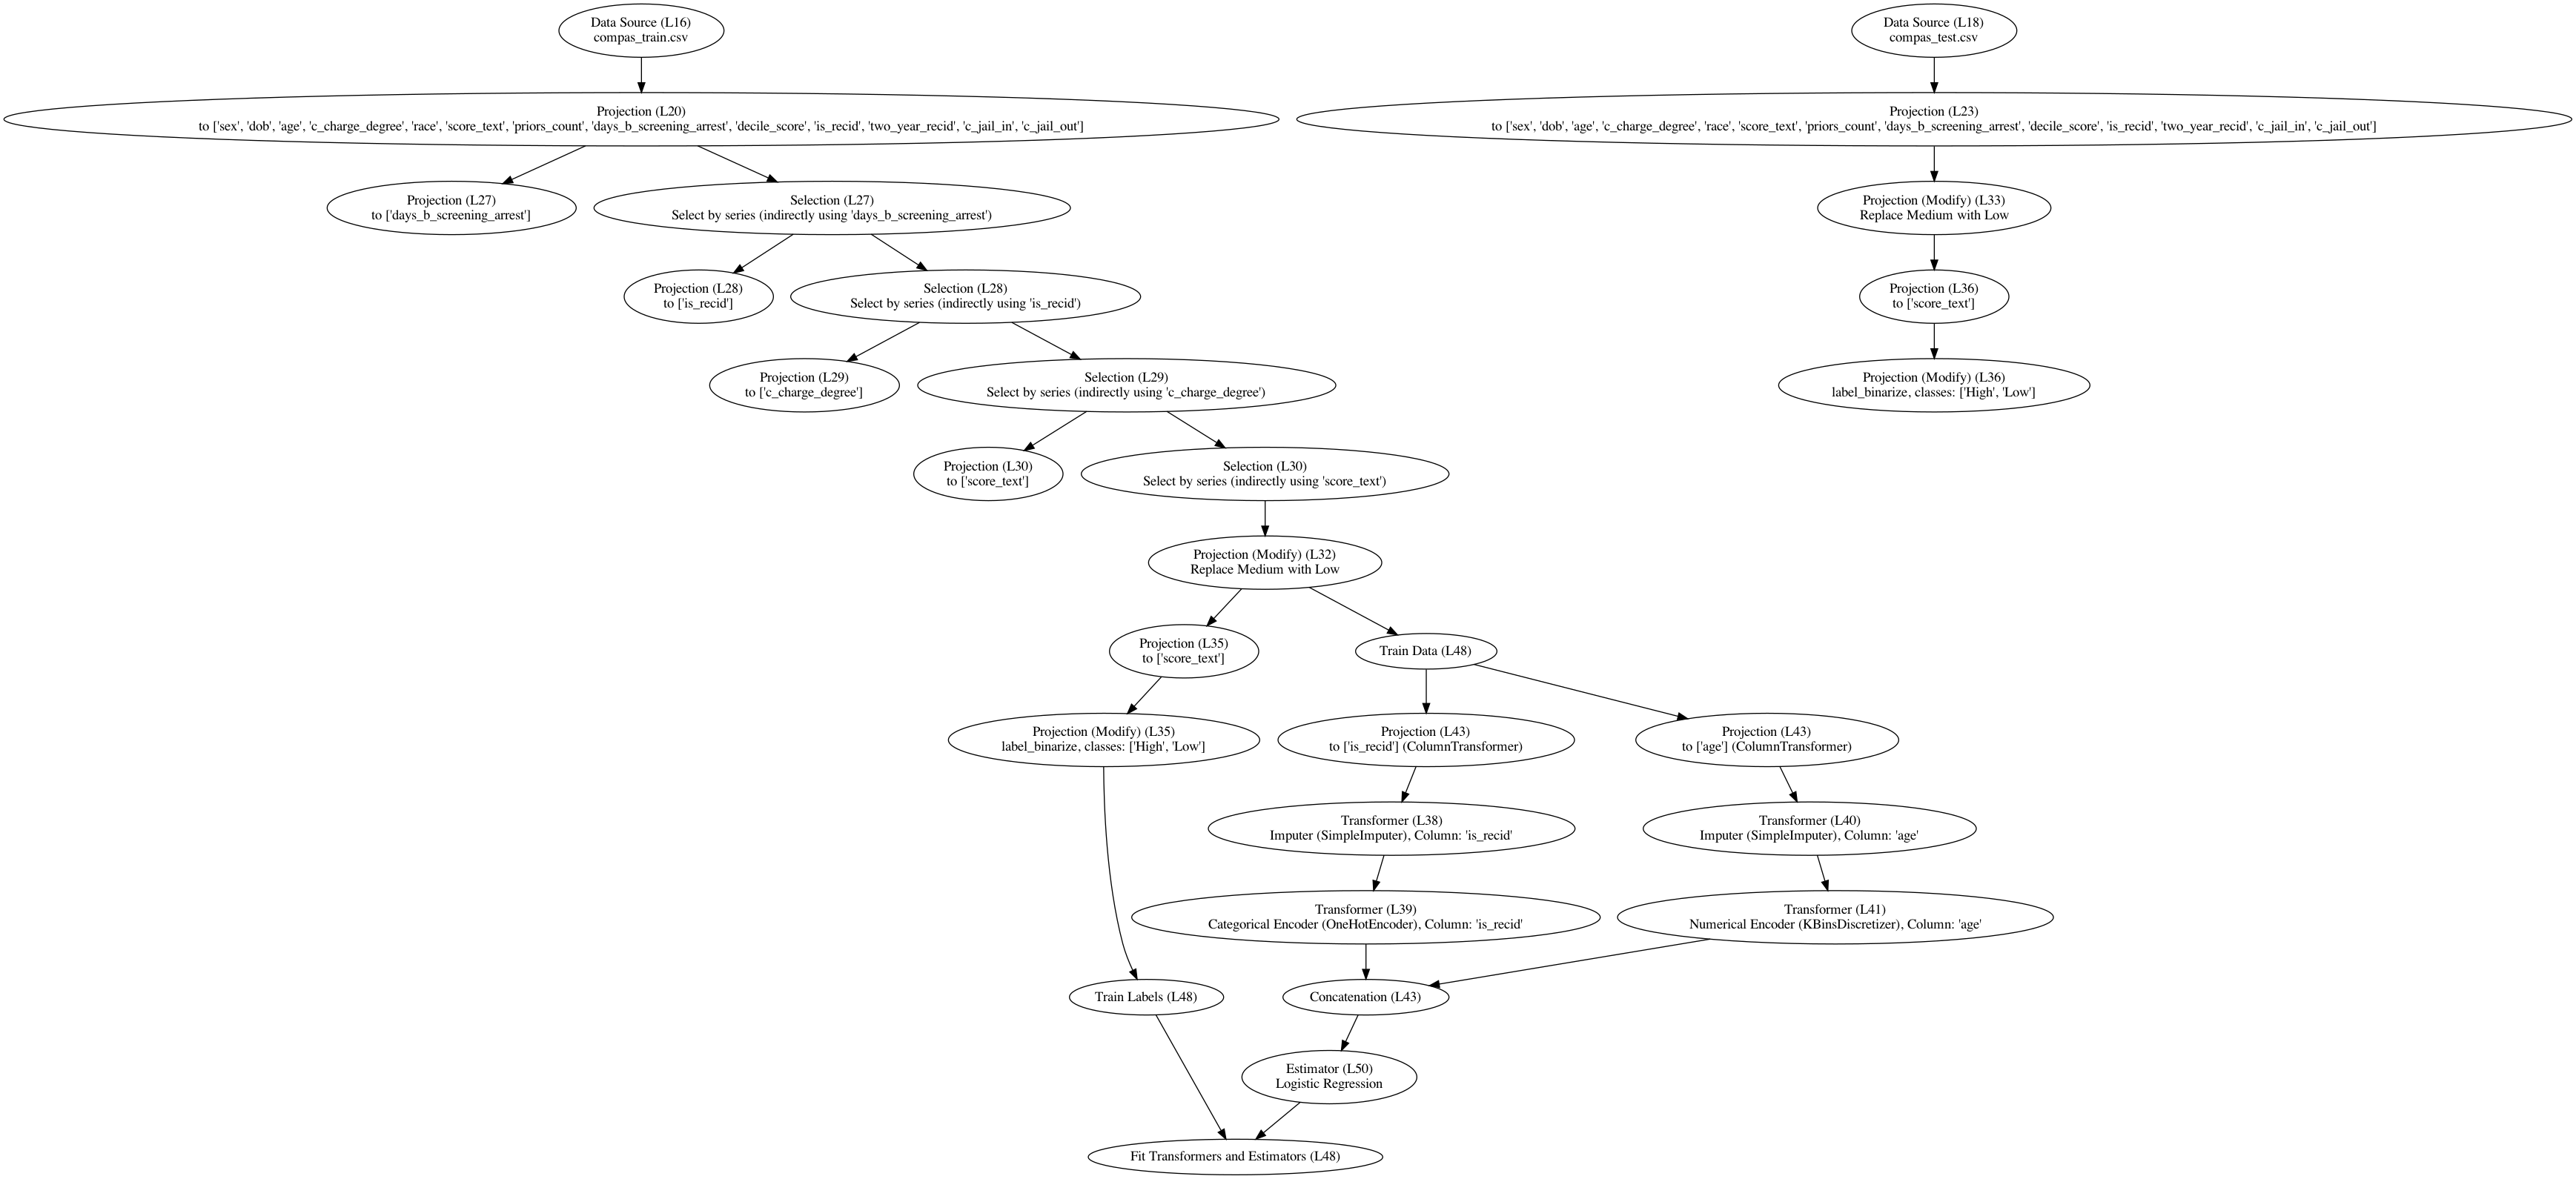 Data Source (L16)
compas_train.csv
Data Source (L18)
compas_test.csv
Projection (L20)
to ['sex', 'dob', 'age', 'c_charge_degree', 'race', 'score_text', 'priors_count', 'days_b_screening_arrest', 'decile_score', 'is_recid', 'two_year_recid', 'c_jail_in', 'c_jail_out']
Projection (L23)
to ['sex', 'dob', 'age', 'c_charge_degree', 'race', 'score_text', 'priors_count', 'days_b_screening_arrest', 'decile_score', 'is_recid', 'two_year_recid', 'c_jail_in', 'c_jail_out']
Projection (L27)
to ['days_b_screening_arrest']
Selection (L27)
Select by series (indirectly using 'days_b_screening_arrest')
Projection (Modify) (L33)
Replace Medium with Low
Projection (L28)
to ['is_recid']
Selection (L28)
Select by series (indirectly using 'is_recid')
Projection (L36)
to ['score_text']
Projection (L29)
to ['c_charge_degree']
Selection (L29)
Select by series (indirectly using 'c_charge_degree')
Projection (Modify) (L36)
label_binarize, classes: ['High', 'Low']
Projection (L30)
to ['score_text']
Selection (L30)
Select by series (indirectly using 'score_text')
Projection (Modify) (L32)
Replace Medium with Low
Projection (L35)
to ['score_text']
Train Data (L48)
Projection (Modify) (L35)
label_binarize, classes: ['High', 'Low']
Projection (L43)
to ['is_recid'] (ColumnTransformer)
Projection (L43)
to ['age'] (ColumnTransformer)
Transformer (L38)
Imputer (SimpleImputer), Column: 'is_recid'
Transformer (L40)
Imputer (SimpleImputer), Column: 'age'
Transformer (L39)
Categorical Encoder (OneHotEncoder), Column: 'is_recid'
Transformer (L41)
Numerical Encoder (KBinsDiscretizer), Column: 'age'
Train Labels (L48)
Concatenation (L43)
Estimator (L50)
Logistic Regression
Fit Transformers and Estimators (L48)